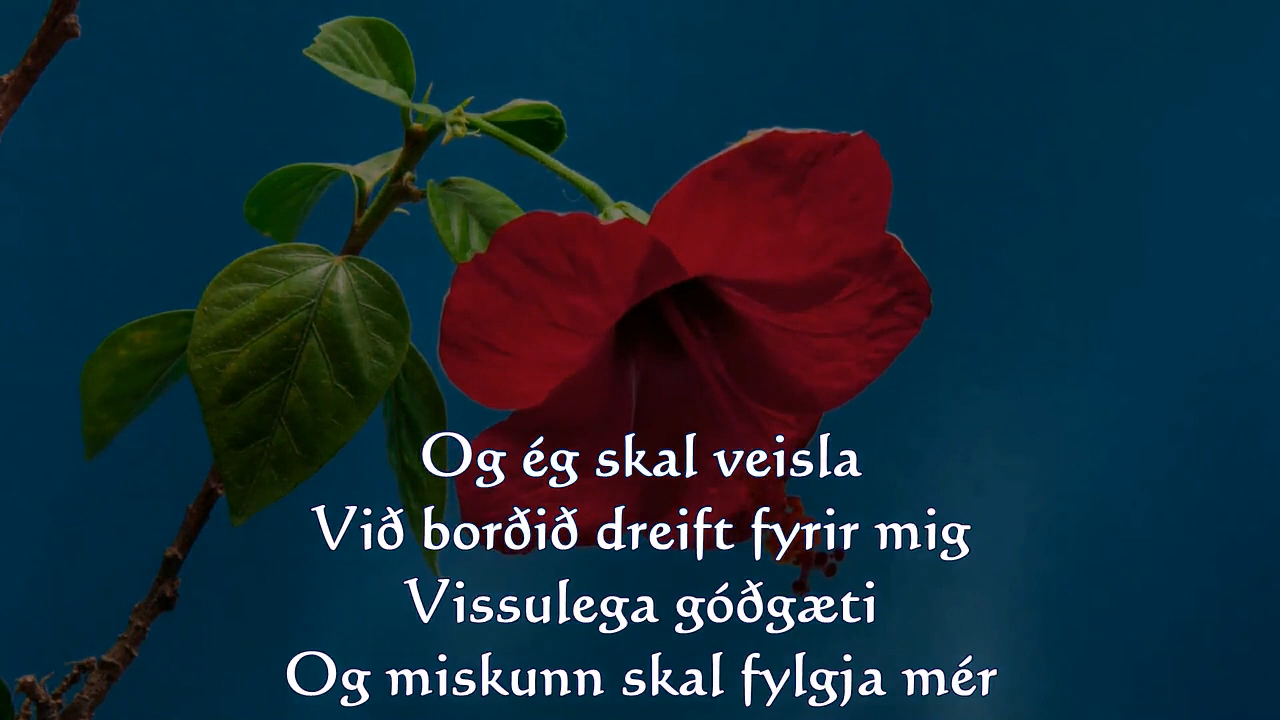 Og ég skal veisla
Við borðið dreift fyrir mig
Vissulega góðgæti
Og miskunn skal fylgja mér